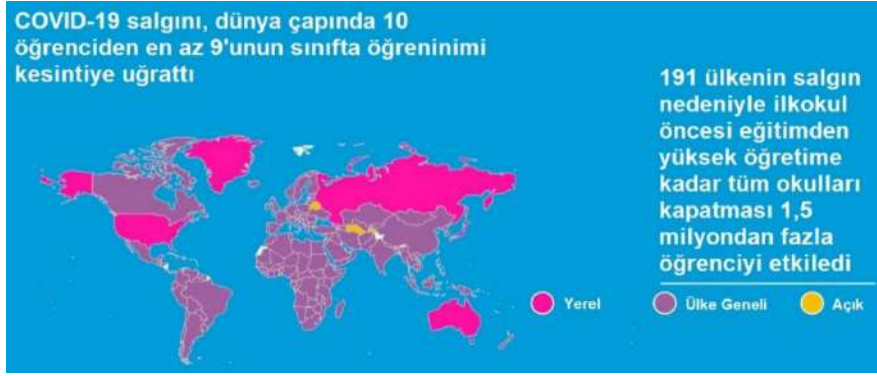 COVID-19 salgını, dünya çapında 10
öğrenciden en az 9'unun sınıfta öğreninimi
kesintiye uğrattı
191 ülkenin salgın
nedeniyle ilkokul
öncesi eğitimden
yüksek öğretime
kadar tüm okulları
kapatması 1,5
milyondan fazla
öğrenciyi etkiledi
Yerel
Ülke Geneli
Açık